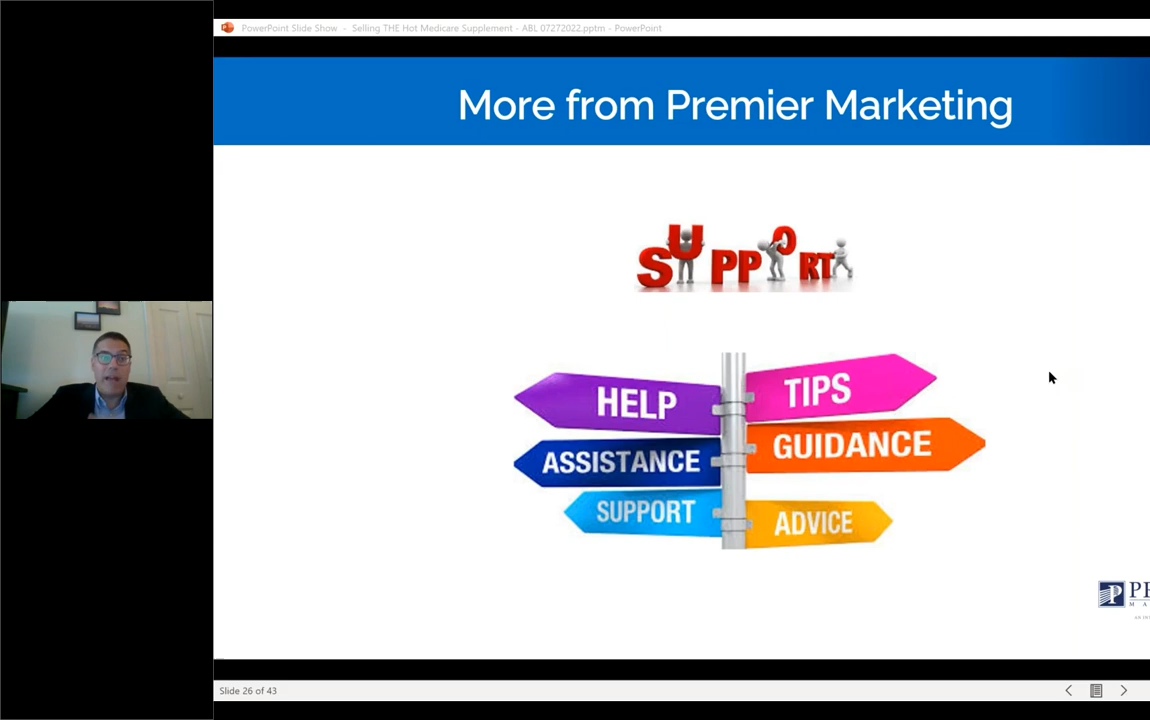 PowerPoint Slide Show - Selling THE Hot Medicare Supplement - ABL 07272022.pptm - PowerPoint
More from Premier Marketing
SUPPORT
HELP
TIPS
ASSISTANCE
GUIDANCE
SUPPORT
ADVICE
Slide 26 of 43